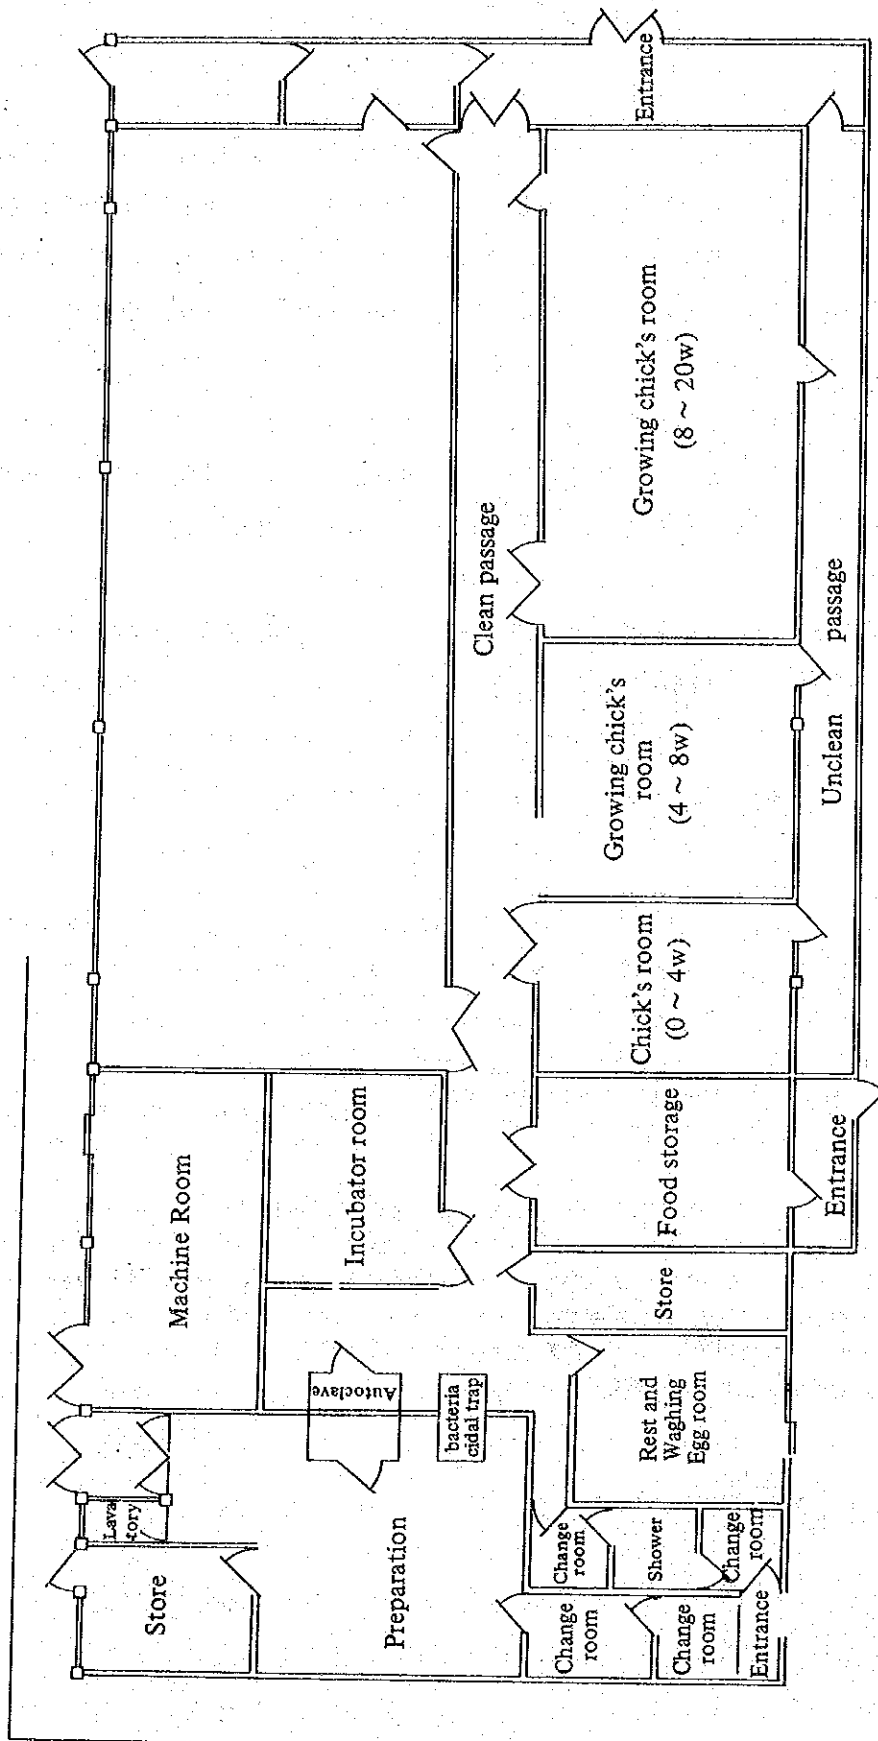 Store
Lava
tory
Machine Room
Preparation
Autoclave
bacteria
cidal trap
Incubator room
Clean passage
Change
room
Change
room
Entrance
Change
room
Shower
Change
room
Rest and
Waghing
Egg room
Store
Food storage
Entrance
Chick's room
(0 ~ 4w)
Growing chick's
room
(4 ~ 8w)
Growing chick's room
(8 ~ 20w)
Unclean
passage
Entrance